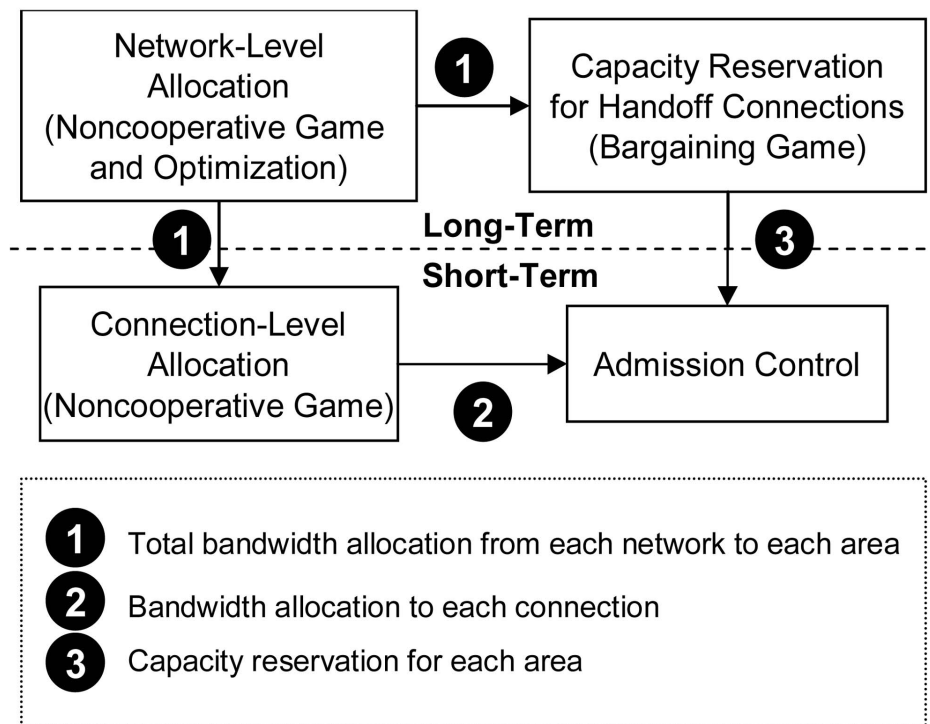 Network-Level
Allocation
(Noncooperative Game
and Optimization)
1
Capacity Reservation
for Handoff Connections
(Bargaining Game)
1
Long-Term
3
Short-Term
Connection-Level
Allocation
(Noncooperative Game)
2
Admission Control
1 Total bandwidth allocation from each network to each area
2 Bandwidth allocation to each connection
3 Capacity reservation for each area